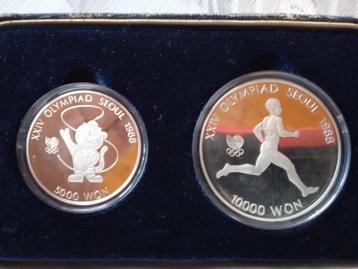 XXIV OLYMPIAD SEOUL 1988
5000 WON
XXIV OLYMPIAD SEOUL 1988
10000 WON